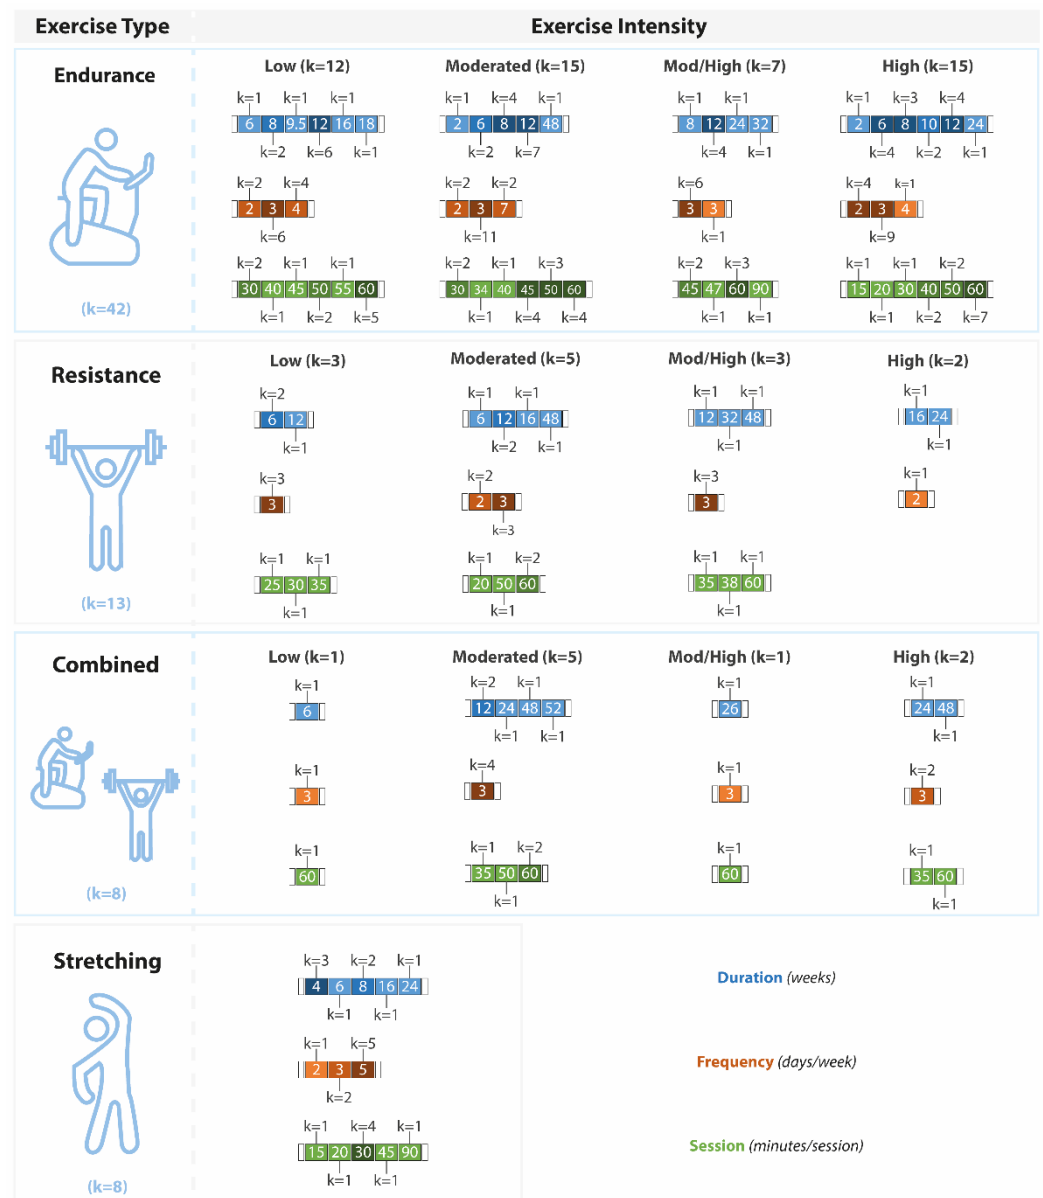 Exercise Type Exercise Intensity
Endurance
Low (k=12) Moderated (k=15) Mod/High (k=7) High (k=15)
k=1 k=1 k=1 k=1 k=4 k=1 k=1 k=1 k=1 k=3 k=4
6 8 9.5 12 16 18 2 6 8 12 48 8 12 24 32 2 6 8 10 12 24
k=2 k=6 k=1 k=2 k=7 k=4 k=1 k=4 k=2 k=1
k=2 k=4 k=2 k=2 k=6 k=4 k=1
2 3 4 2 3 7 3 3 2 3 4
k=6 k=11 k=1 k=9
k=2 k=1 k=1 k=2 k=1 k=3 k=2 k=3 k=1 k=1 k=2
30 40 45 50 55 60 30 34 40 45 50 60 45 47 60 90 15 20 30 40 50 60
k=1 k=2 k=5 k=1 k=4 k=4 k=1 k=1 k=1 k=2 k=7
(k=42)
Resistance
Low (k=3) Moderated (k=5) Mod/High (k=3) High (k=2)
k=2 k=1 k=1 k=1 k=1 k=1
6 12 6 12 16 48 12 32 48 16 24
k=1 k=2 k=1 k=1 k=1
k=3 k=2 k=3 k=1
3 2 3 3 2
k=3
k=1 k=1 k=1 k=2 k=1 k=1
25 30 35 20 50 60 35 38 60
k=1 k=1 k=1
(k=13)
Combined
Low (k=1) Moderated (k=5) Mod/High (k=1) High (k=2)
k=1 k=2 k=1 k=1 k=1
6 12 24 48 52 26 24 48
k=1 k=1 k=1
k=1 k=4 k=1 k=2
3 3 3 3
k=1 k=1 k=2 k=1 k=1
60 35 50 60 60 35 60
k=1 k=1
(k=8)
Stretching
k=3 k=2 k=1
4 6 8 16 24
k=1 k=1
k=1 k=5
2 3 5
k=2
k=1 k=4 k=1
15 20 30 45 90
k=1 k=1
(k=8)
Duration (weeks)
Frequency (days/week)
Session (minutes/session)